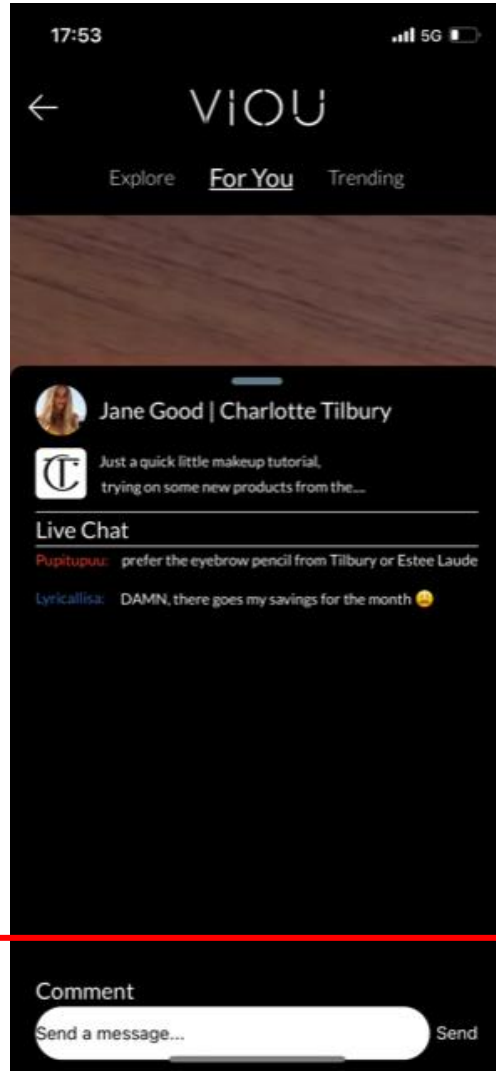 17:53
5G
VIOU
Explore For You Trending
Jane Good | Charlotte Tilbury
CT
Just a quick little makeup tutorial,
trying on some new products from the....
Live Chat
Pupitupuu: prefer the eyebrow pencil from Tilbury or Estee Laude
Lyricallisa: DAMN, there goes my savings for the month 😩
Comment
Send a message... Send